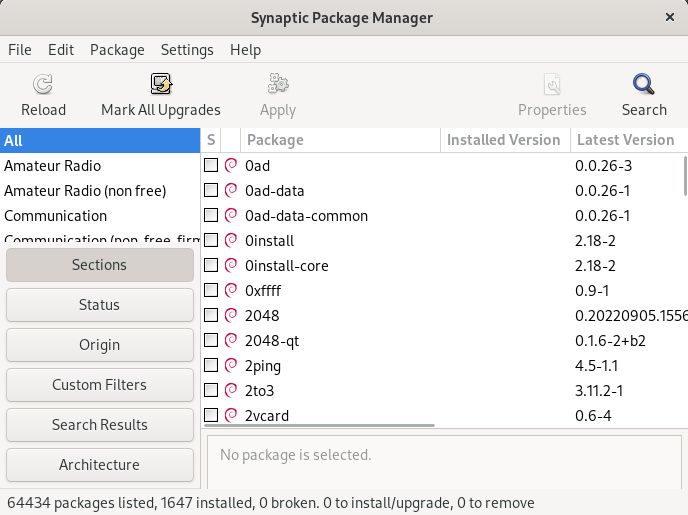 Synaptic Package Manager ×
File Edit Package Settings Help
Reload Mark All Upgrades Apply Properties Search
All
Amateur Radio
Amateur Radio (non free)
Communication
Communication (non free firm
Sections
Status
Origin
Custom Filters
Search Results
Architecture
S Package Installed Version Latest Version
0ad 0.0.26-3
0ad-data 0.0.26-1
0ad-data-common 0.0.26-1
0install 2.18-2
0install-core 2.18-2
0xffff 0.9-1
2048 0.20220905.1556
2048-qt 0.1.6-2+b2
2ping 4.5-1.1
2to3 3.11.2-1
2vcard 0.6-4
No package is selected.
64434 packages listed, 1647 installed, 0 broken. 0 to install/upgrade, 0 to remove